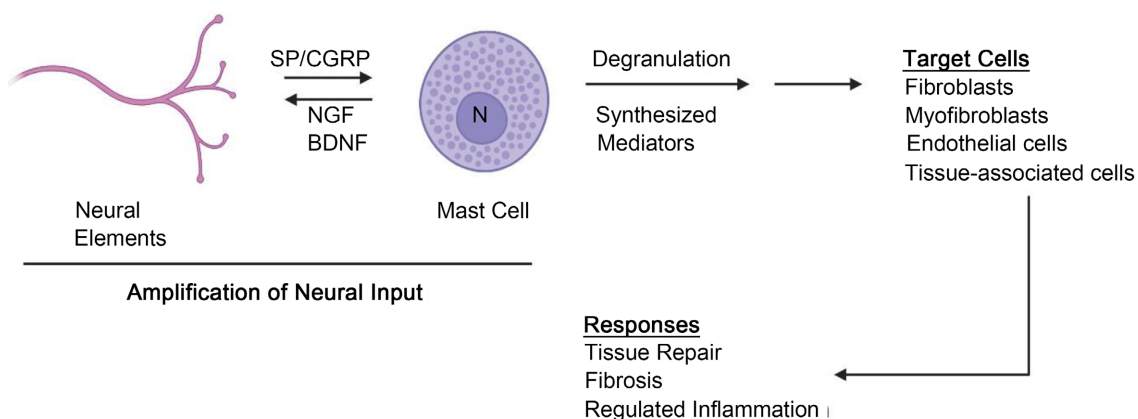 SP/CGRP
NGF
BDNF
N
Degranulation
Synthesized
Mediators
Target Cells
Fibroblasts
Myofibroblasts
Endothelial cells
Tissue-associated cells
Neural
Elements
Mast Cell
Amplification of Neural Input
Responses
Tissue Repair
Fibrosis
Regulated Inflammation